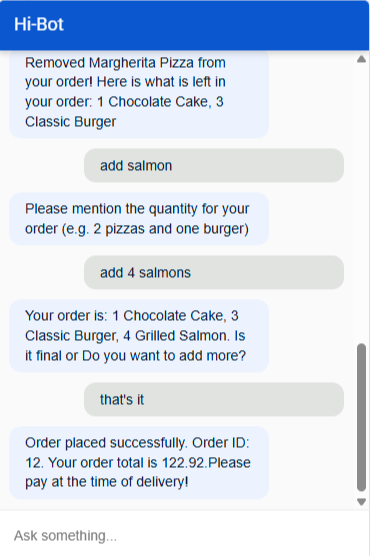 Hi-Bot
Removed Margherita Pizza from
your order! Here is what is left in
your order: 1 Chocolate Cake, 3
Classic Burger
add salmon
Please mention the quantity for your
order (e.g. 2 pizzas and one burger)
add 4 salmons
Your order is: 1 Chocolate Cake, 3
Classic Burger, 4 Grilled Salmon. Is
it final or Do you want to add more?
that's it
Order placed successfully. Order ID:
12. Your order total is 122.92.Please
pay at the time of delivery!
Ask something...